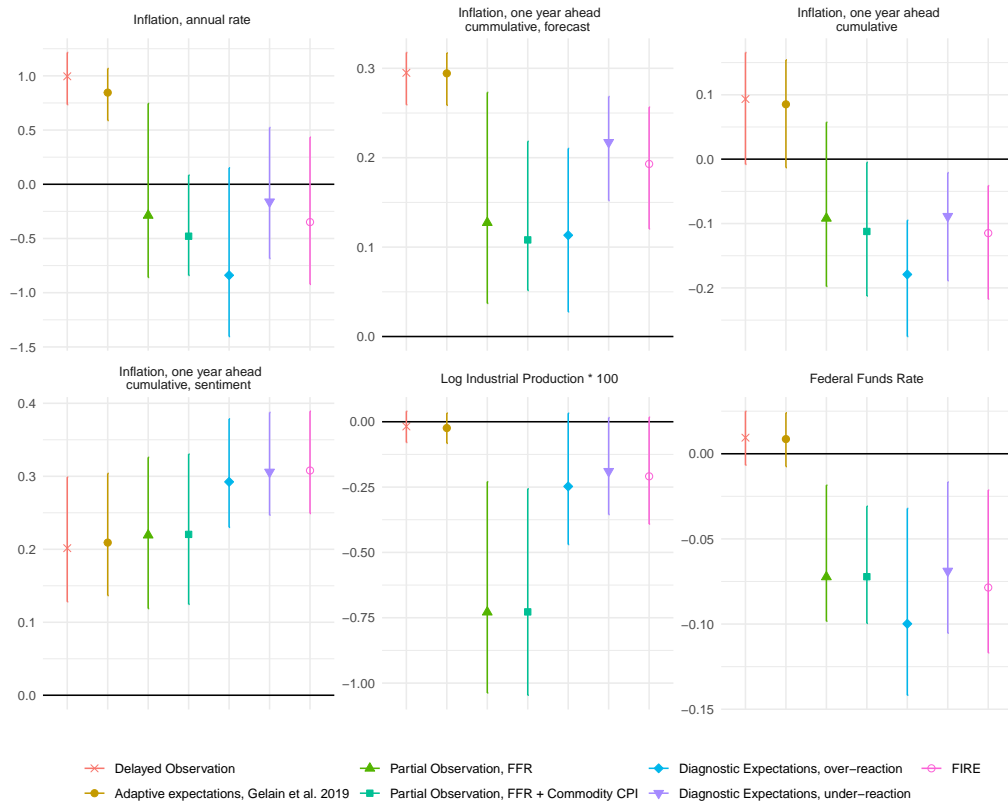 Inflation, annual rate
1.0
0.5
0.0
−0.5
−1.0
−1.5
Inflation, one year ahead
cummulative, forecast
0.3
0.2
0.1
0.0
Inflation, one year ahead
cumulative
0.1
0.0
−0.1
−0.2
Inflation, one year ahead
cumulative, sentiment
0.4
0.3
0.2
0.1
0.0
Log Industrial Production * 100
0.00
−0.25
−0.50
−0.75
−1.00
Federal Funds Rate
0.00
−0.05
−0.10
−0.15
Delayed Observation
Adaptive expectations, Gelain et al. 2019
Partial Observation, FFR
Partial Observation, FFR + Commodity CPI
Diagnostic Expectations, over−reaction
Diagnostic Expectations, under−reaction
FIRE